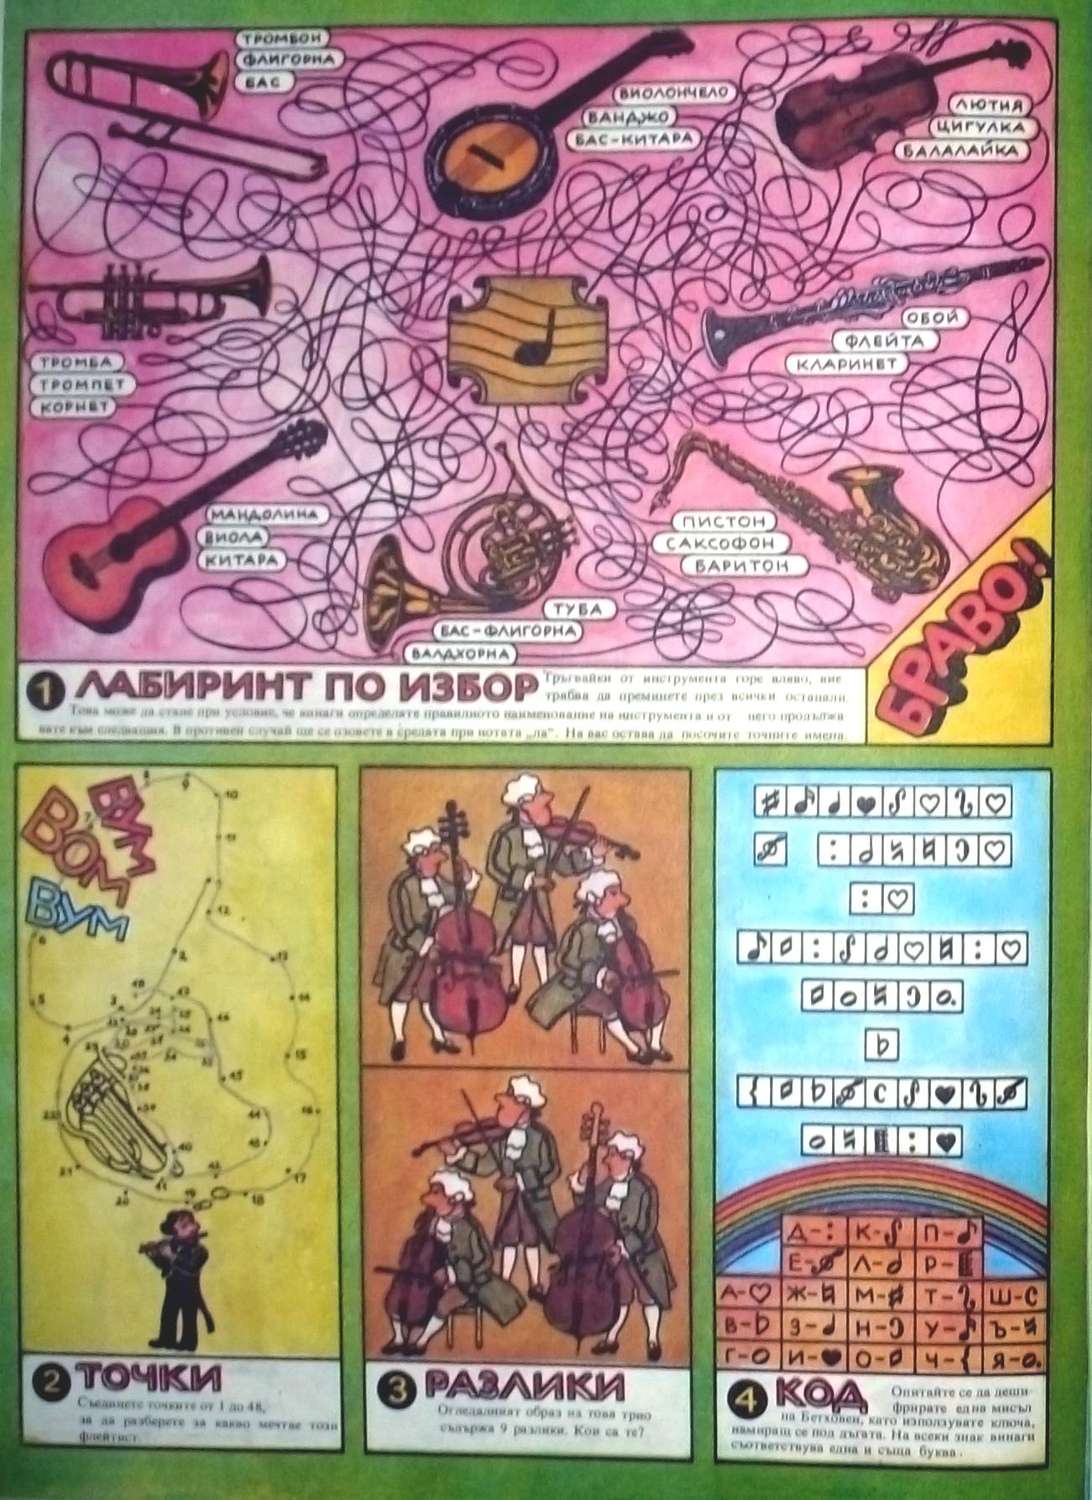 ТРОМБОН
ФЛИГОРНА
БАС
ВИОЛОНЧЕЛО
БАНДЖО
БАС-КИТАРА
ЛЮТИЯ
ЦИГУЛКА
БАЛАЛАЙКА
ТРОМБА
ТРОМПЕТ
КОРНЕТ
ОБОЙ
ФЛЕЙТА
КЛАРИНЕТ
МАНДОЛИНА
ВИОЛА
КИТАРА
ТУБА
БАС-ФЛИГОРНА
ВАЛДХОРНА
ПИСТОН
САКСОФОН
БАРИТОН
БРАВО!!
1 ЛАБИРИНТ ПО ИЗБОР
Тръгвайки от инструмента горе вляво, вие
трябва да преминете през всички останали
Това може да стане при условие, че винаги определяте правилното наименование на инструмента и от него продължа
вате към следващия. В противен случай ще се озовете в средата при нотата „ла“. На вас остава да посочите точните имена.
ВУМ
ВОМ
ВУМ
2 ТОЧКИ
Съединете точките от 1 до 48,
за да разберете за какво мечтае този
флейтист.
3 РАЗЛИКИ
Огледалният образ на това трио
съдържа 9 разлики. Кои са те?
Д- К- П-
Е- Л- Р-
А- Ж- М- Т- Ш-
В- З- Н- У- Ъ-
Г- И- О- Ч- Я-
4 КОД
Опитайте се да деши-
фрирате една мисъл
на Бетховен, като използувате ключа,
намиращ се под дъгата. На всеки знак винаги
съответствува една и съща буква.